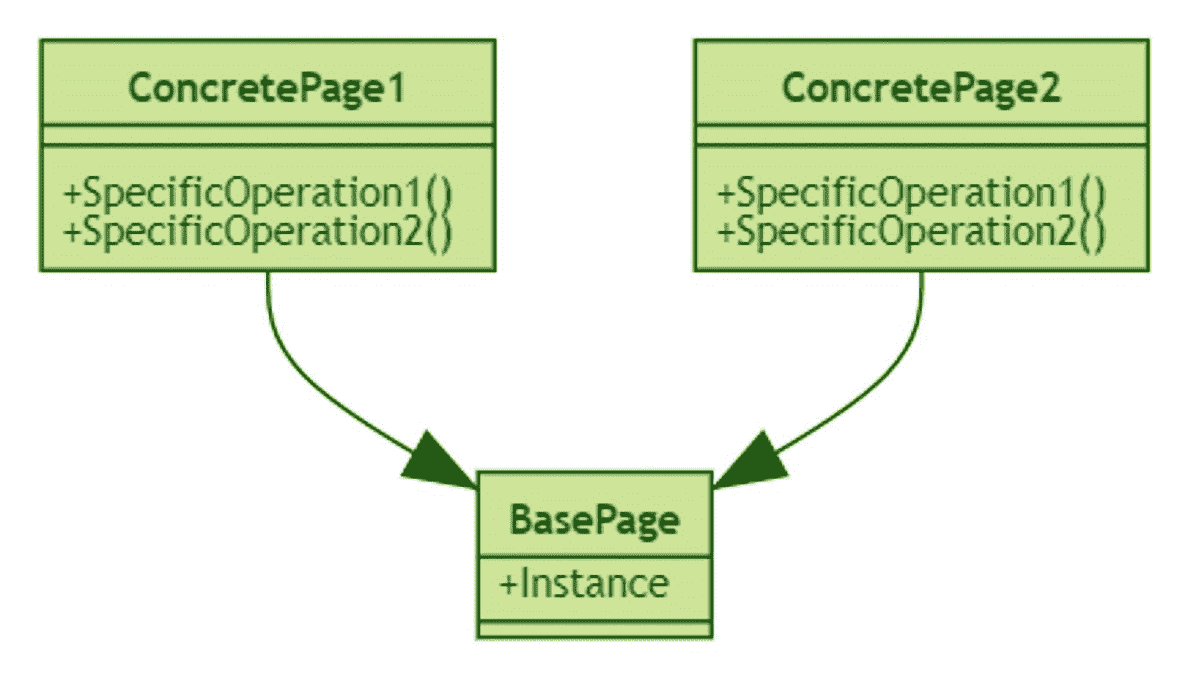 ConcretePage1
+SpecificOperation1()
+SpecificOperation2()
ConcretePage2
+SpecificOperation1()
+SpecificOperation2()
BasePage
+Instance